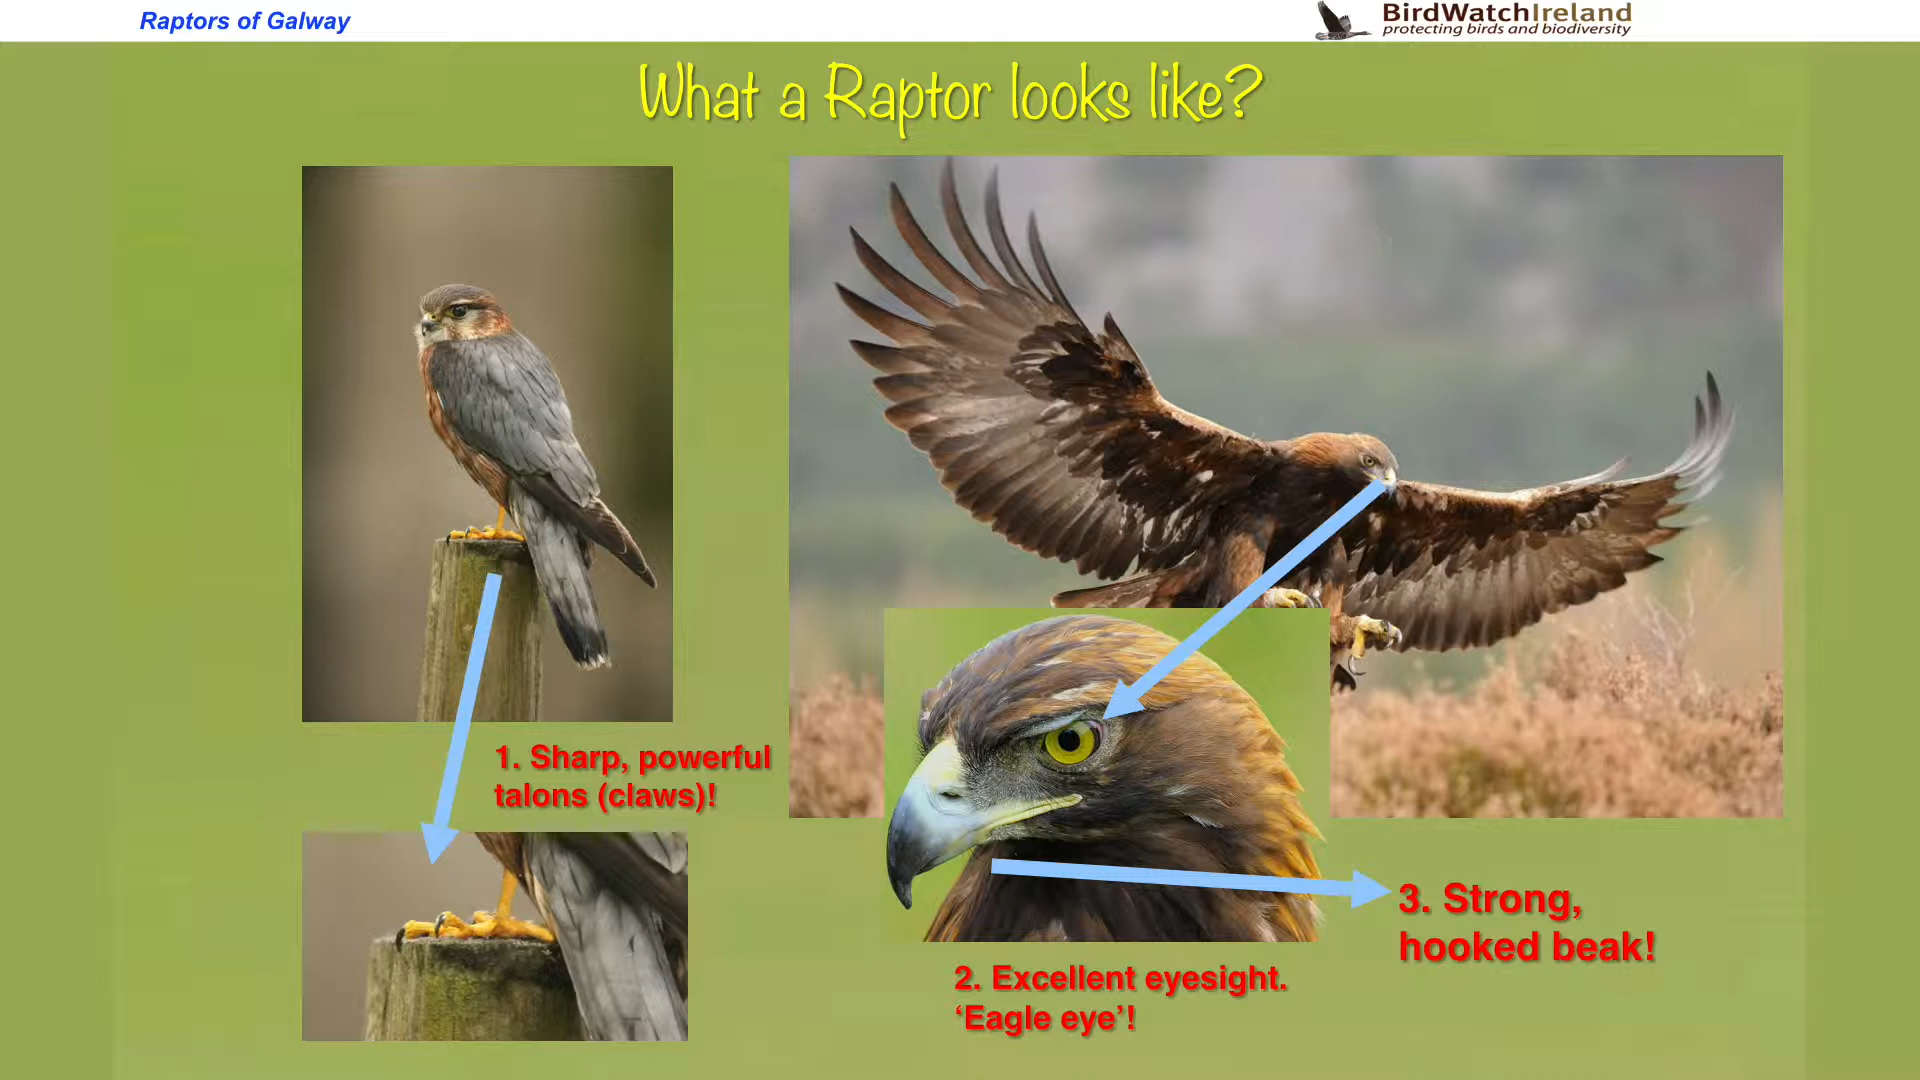 Raptors of Galway
BirdWatchIreland
protecting birds and biodiversity
What a Raptor looks like?
1. Sharp, powerful
talons (claws)!
3. Strong,
hooked beak!
2. Excellent eyesight.
‘Eagle eye’!